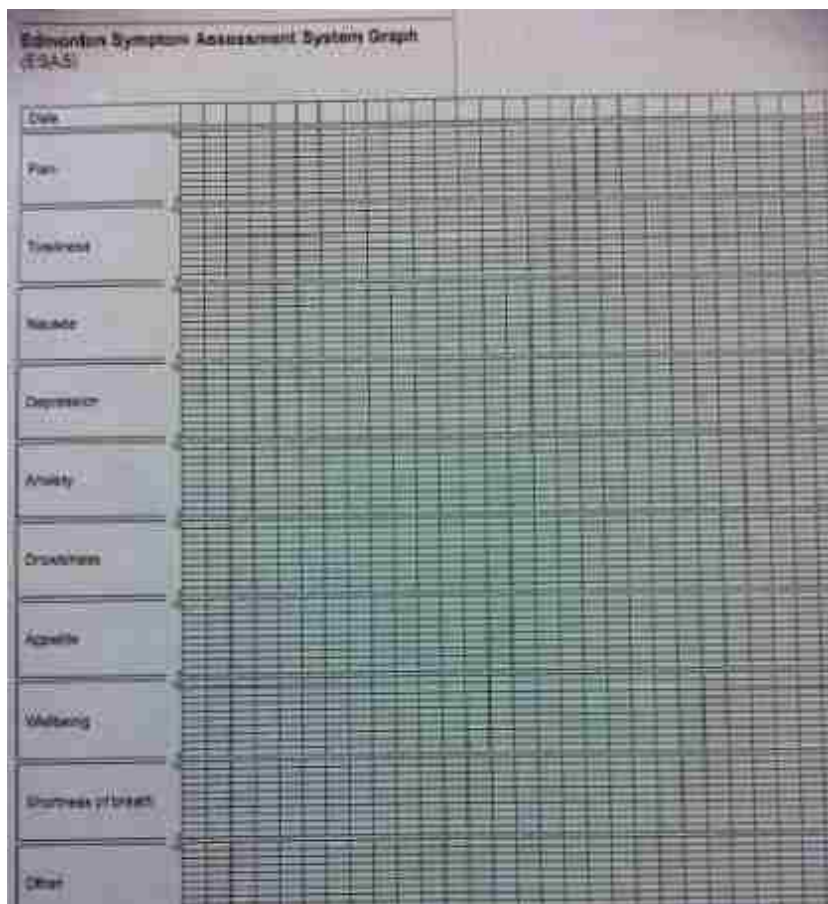 Edmonton Symptom Assessment System Graph
(ESAS)
Date
Pain
Tiredness
Nausea
Depression
Anxiety
Drowsiness
Appetite
Wellbeing
Shortness of breath
Other